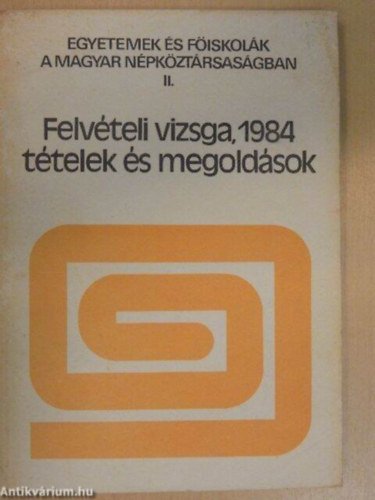 EGYETEMEK ÉS FŐISKOLÁK
A MAGYAR NÉPKÖZTÁRSASÁGBAN
II.
Felvételi vizsga, 1984
tételek és megoldások
Antikvárium.hu